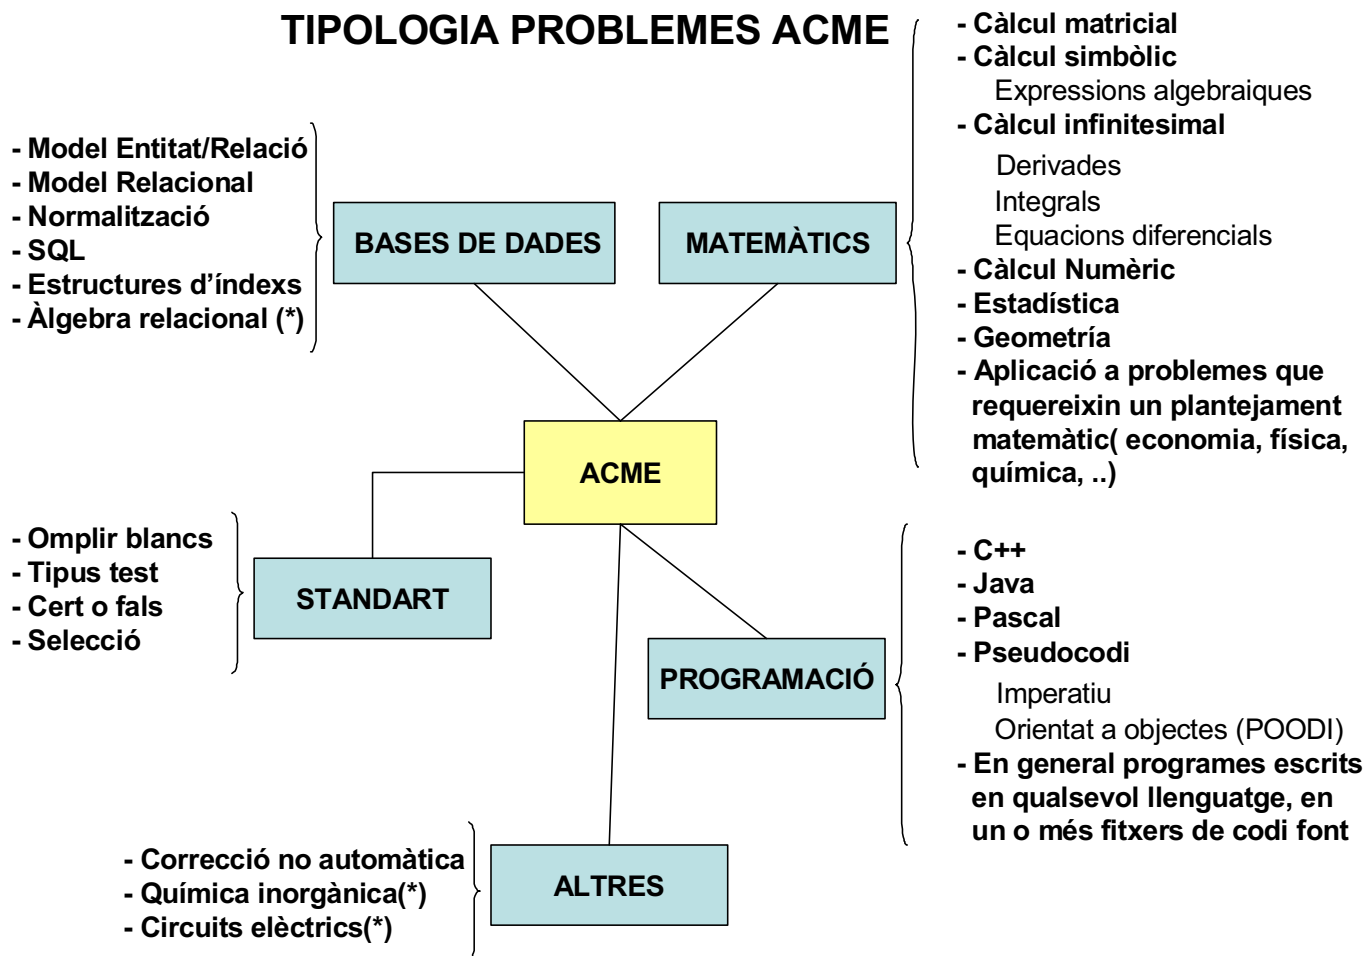 TIPOLOGIA PROBLEMES ACME
- Model Entitat/Relació
- Model Relacional
- Normalització
- SQL
- Estructures d’índexs
- Àlgebra relacional (*)
BASES DE DADES
MATEMÀTICS
- Càlcul matricial
- Càlcul simbòlic
Expressions algebraiques
- Càlcul infinitesimal
Derivades
Integrals
Equacions diferencials
- Càlcul Numèric
- Estadística
- Geometría
- Aplicació a problemes que
requereixin un plantejament
matemàtic( economia, física,
química, ..)
ACME
- Omplir blancs
- Tipus test
- Cert o fals
- Selecció
STANDART
PROGRAMACIÓ
- C++
- Java
- Pascal
- Pseudocodi
Imperatiu
Orientat a objectes (POODI)
- En general programes escrits
en qualsevol llenguatge, en
un o més fitxers de codi font
- Correcció no automàtica
- Química inorgànica(*)
- Circuits elèctrics(*)
ALTRES